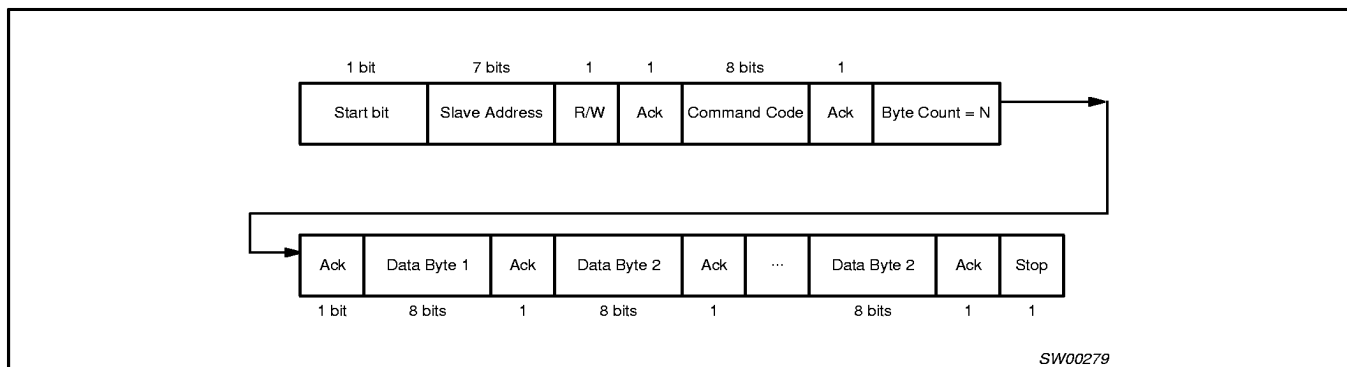 1 bit 7 bits 1 1 8 bits 1
Start bit Slave Address R/W Ack Command Code Ack Byte Count = N
Ack Data Byte 1 Ack Data Byte 2 Ack ... Data Byte 2 Ack Stop
1 bit 8 bits 1 8 bits 1 8 bits 1 1
SW00279